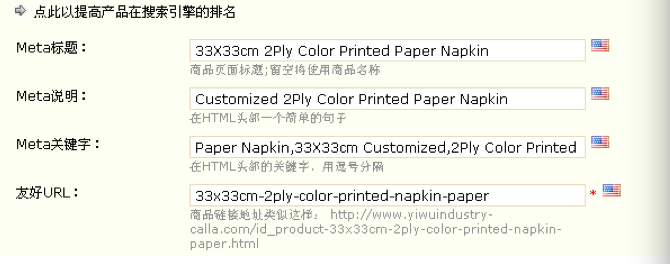 点此以提高产品在搜索引擎的排名
Meta标题：
33X33cm 2Ply Color Printed Paper Napkin
商品页面标题;留空将使用商品名称
Meta说明：
Customized 2Ply Color Printed Paper Napkin
在HTML头部一个简单的句子
Meta关键字：
Paper Napkin,33X33cm Customized,2Ply Color Printed
在HTML头部的关键字，用逗号分隔
友好URL：
33x33cm-2ply-color-printed-napkin-paper
*
商品链接地址类似这样： http://www.yiwuindustry-
calla.com/id_product-33x33cm-2ply-color-printed-napkin-
paper.html